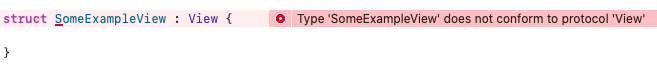 struct SomeExampleView : View {   Type 'SomeExampleView' does not conform to protocol 'View'
}